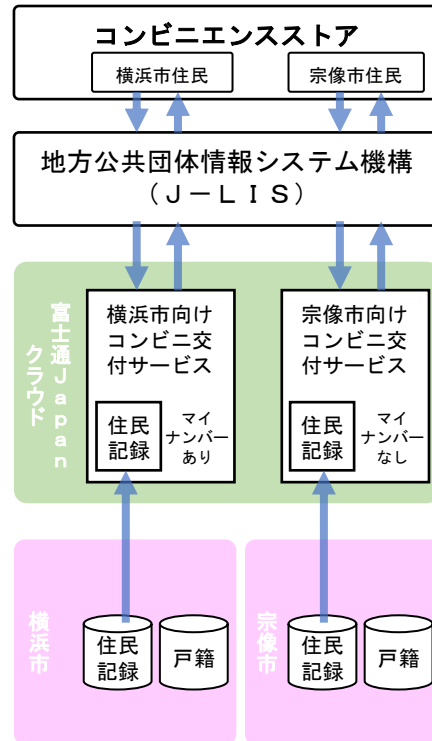 コンビニエンスストア
横浜市住民
宗像市住民
地方公共団体情報システム機構
（Ｊ－ＬＩＳ）
富士通Japan
クラウド
横浜市向け
コンビニ交
付サービス
住民
記録
マイ
ナンバー
あり
宗像市向け
コンビニ交
付サービス
住民
記録
マイ
ナンバー
なし
横浜市
住民
記録
戸籍
宗像市
住民
記録
戸籍